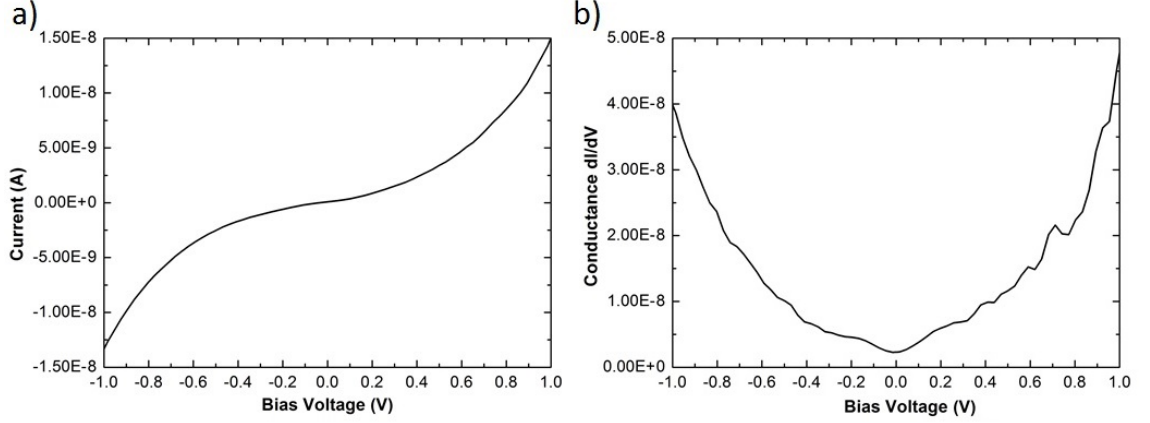 a)
1.50E-8
1.00E-8
5.00E-9
0.00E+0
-5.00E-9
-1.00E-8
-1.50E-8
Current (A)
-1.0 -0.8 -0.6 -0.4 -0.2 0.0 0.2 0.4 0.6 0.8 1.0
Bias Voltage (V)
b)
5.00E-8
4.00E-8
3.00E-8
2.00E-8
1.00E-8
0.00E+0
Conductance dI/dV
-1.0 -0.8 -0.6 -0.4 -0.2 0.0 0.2 0.4 0.6 0.8 1.0
Bias Voltage (V)